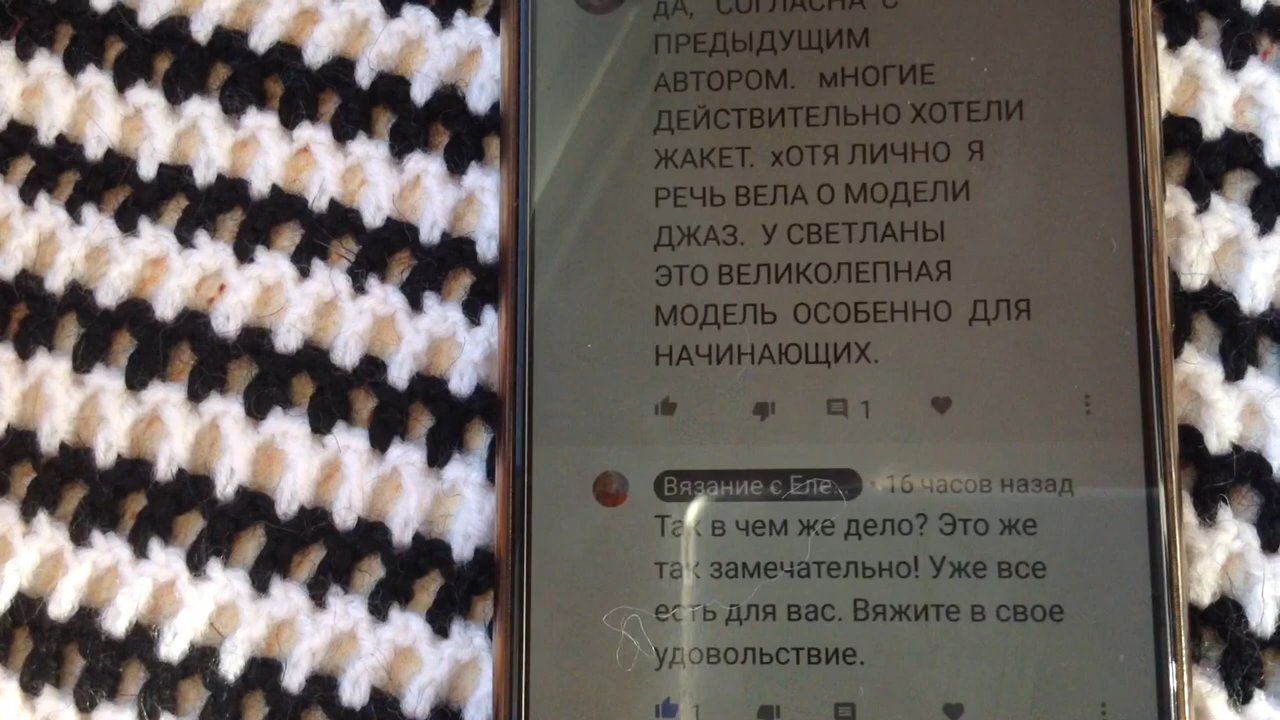 дА, СОГЛАСНА С
ПРЕДЫДУЩИМ
АВТОРОМ. мНОГИЕ
ДЕЙСТВИТЕЛЬНО ХОТЕЛИ
ЖАКЕТ. хОТЯ ЛИЧНО Я
РЕЧЬ ВЕЛА О МОДЕЛИ
ДЖАЗ. У СВЕТЛАНЫ
ЭТО ВЕЛИКОЛЕПНАЯ
МОДЕЛЬ ОСОБЕННО ДЛЯ
НАЧИНАЮЩИХ.
1
Вязание с Еле... · 16 часов назад
Так в чем же дело? Это же
так замечательно! Уже все
есть для вас. Вяжите в свое
удовольствие.
1